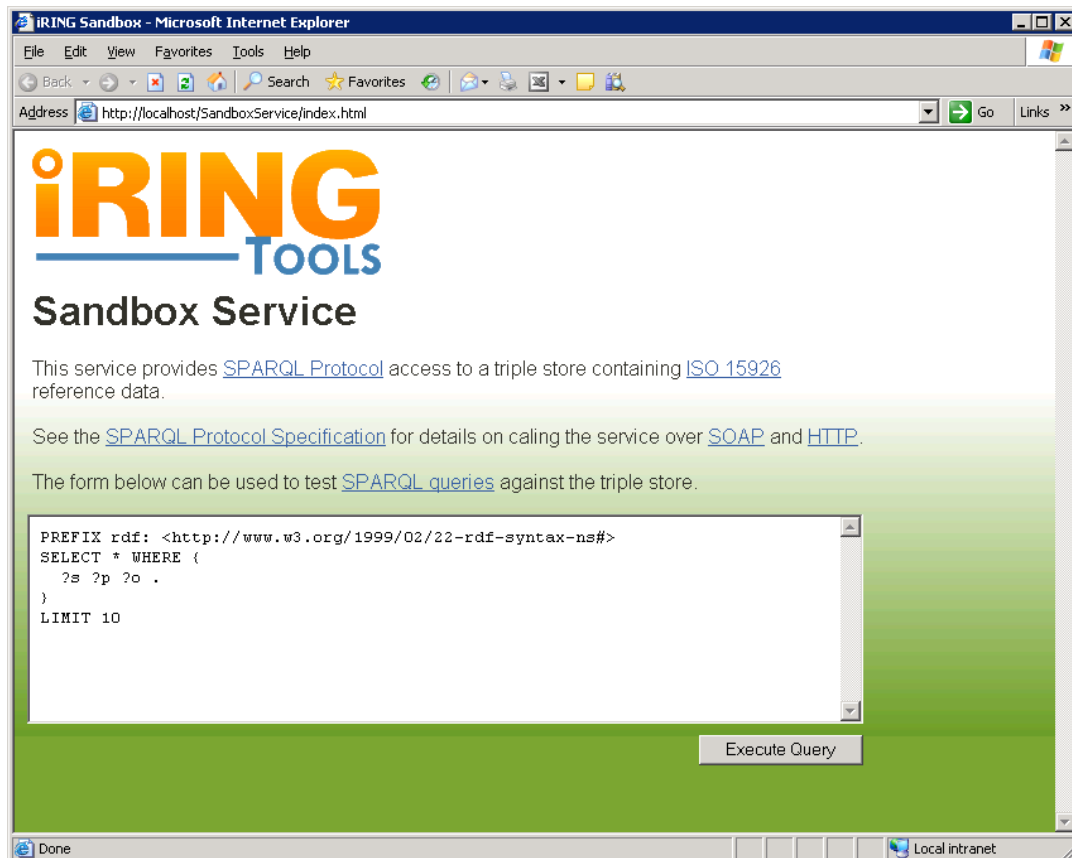 iRING Sandbox - Microsoft Internet Explorer
File Edit View Favorites Tools Help
Back Search Favorites
Address http://localhost/SandboxService/index.html Go Links »
iRING
TOOLS
Sandbox Service
This service provides SPARQL Protocol access to a triple store containing ISO 15926
reference data.
See the SPARQL Protocol Specification for details on caling the service over SOAP and HTTP.
The form below can be used to test SPARQL queries against the triple store.
PREFIX rdf: <http://www.w3.org/1999/02/22-rdf-syntax-ns#>
SELECT * WHERE {
?s ?p ?o .
}
LIMIT 10
Execute Query
Done Local intranet